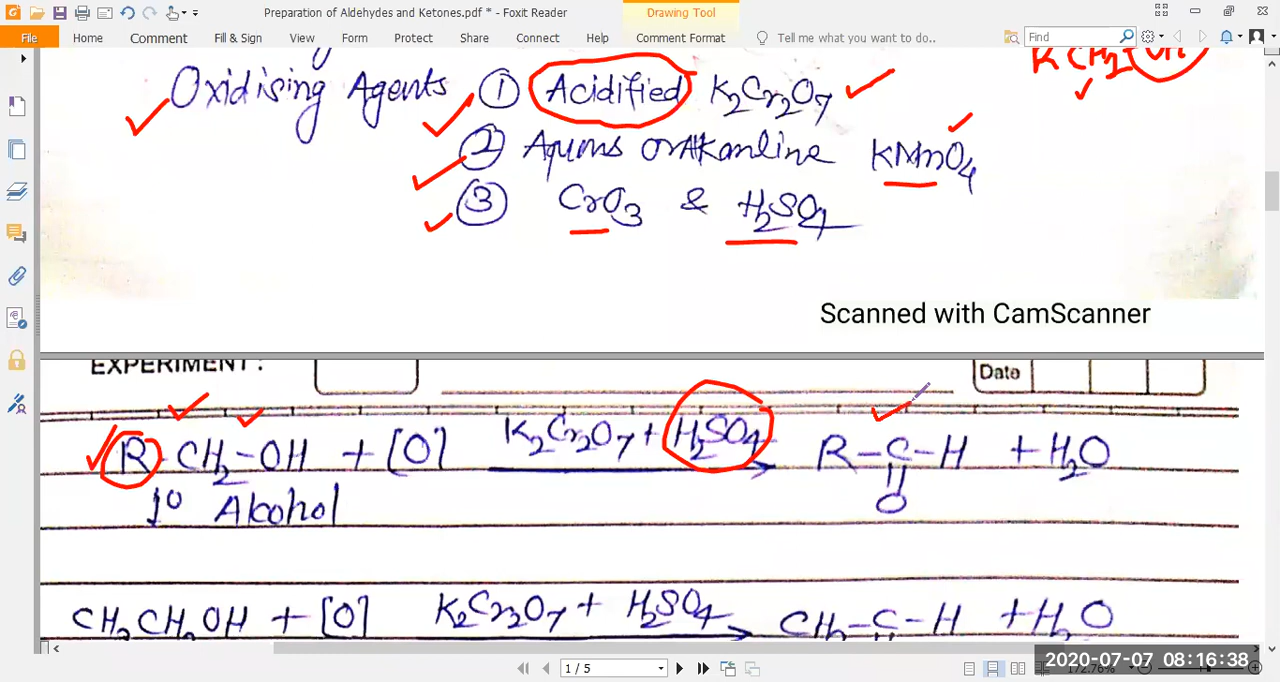 Preparation of Aldehydes and Ketones.pdf * - Foxit Reader
Drawing Tool
File Home Comment Fill & Sign View Form Protect Share Connect Help Comment Format Tell me what you want to do.. Find
RCH2OH
Oxidising Agents ① Acidified K2Cr2O7
② Aquous or Alkanline KMnO4
③ CrO3 & H2SO4
Scanned with CamScanner
EXPERIMENT :
Date
R-CH2-OH + [O] K2Cr2O7 + H2SO4 R-C-H + H2O
O
1° Alcohol
CH3CH2OH + [O] K2Cr2O7 + H2SO4 CH3-C-H + H2O
1 / 5
2020-07-07 08:16:38